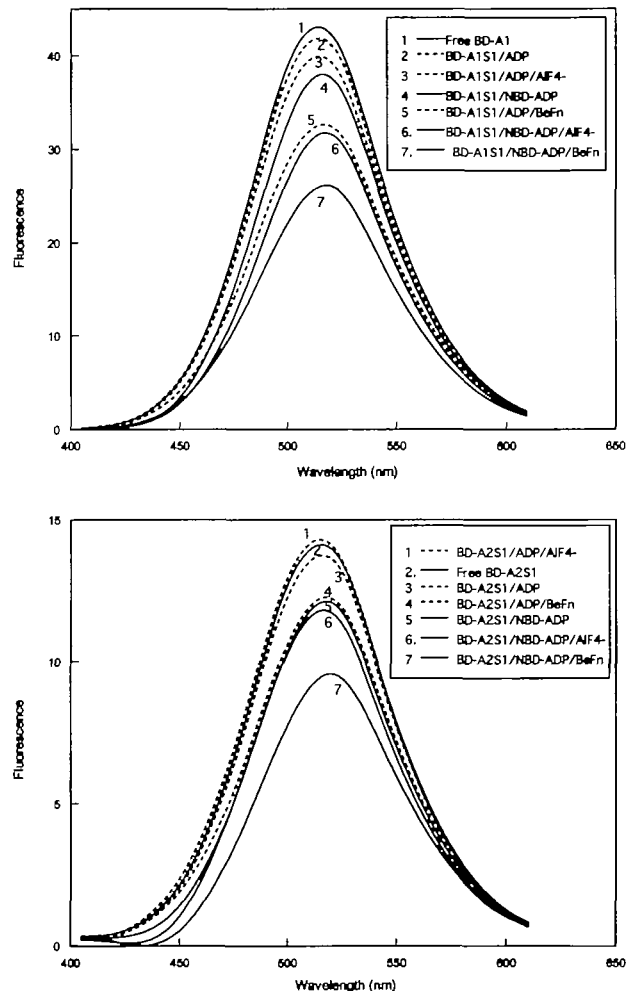 40
30
20
10
0
400
450
500
550
600
650
Fluorescence
Wavelength (nm)
1
2
3
4
5
6
7
1 Free BD-A1
2 BD-A1S1/ADP
3 BD-A1S1/ADP/AlF4-
4 BD-A1S1/NBD-ADP
5 BD-A1S1/ADP/BeFn
6. BD-A1S1/NBD-ADP/AlF4-
7. BD-A1S1/NBD-ADP/BeFn
15
10
5
0
400
450
500
550
600
650
Fluorescence
Wavelength (nm)
1
2
3
4
5
6
7
1 BD-A2S1/ADP/AlF4-
2. Free BD-A2S1
3 BD-A2S1/ADP
4 BD-A2S1/ADP/BeFn
5 BD-A2S1/NBD-ADP
6. BD-A2S1/NBD-ADP/AlF4-
7 BD-A2S1/NBD-ADP/BeFn